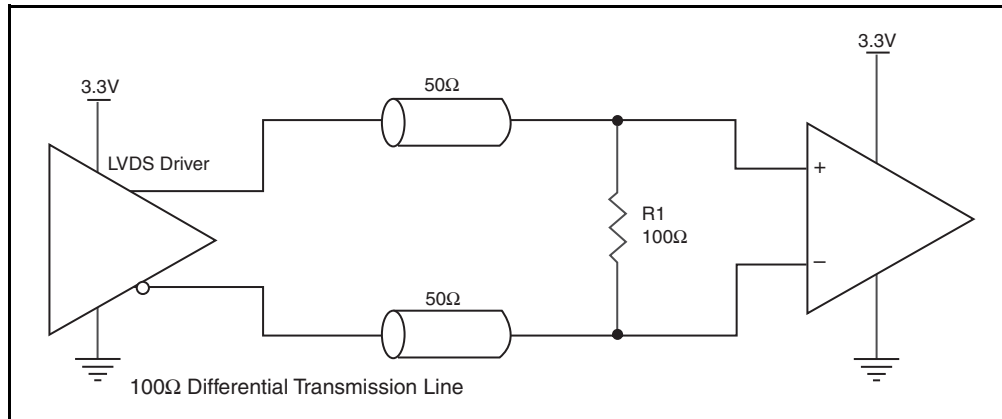 3.3V
3.3V
50Ω
LVDS Driver
+
R1
100Ω
–
50Ω
100Ω Differential Transmission Line